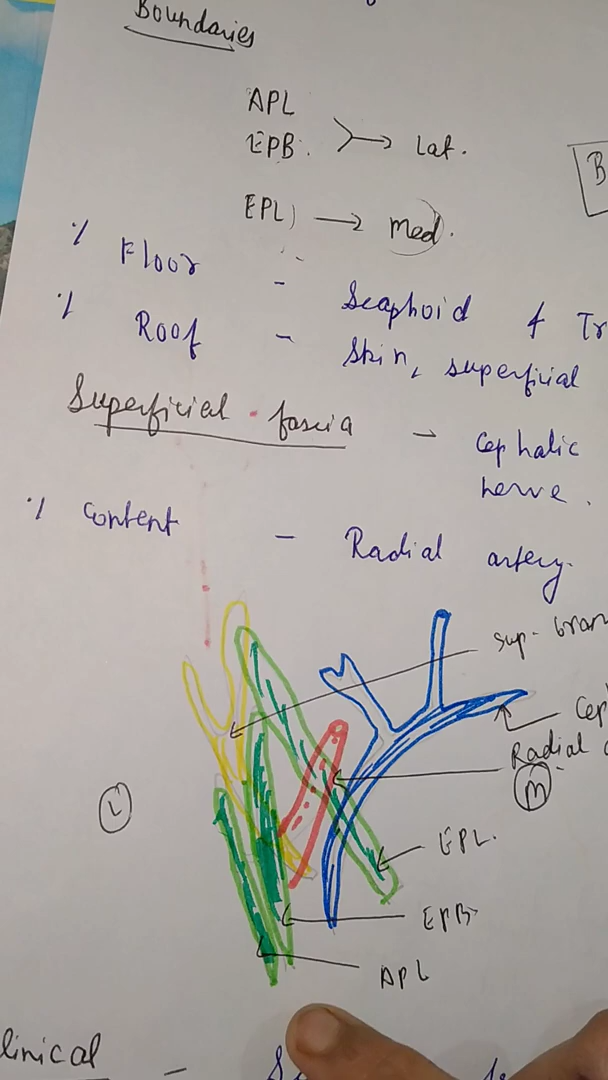 Boundaries
APL
EPB. → Lat.
B
EPL → Med.
% Floor - Scaphoid & Tr
% Roof - Skin, superficial
Superficial fascia - Cephalic
nerve.
% Content - Radial artery.
sup- bran
Cep
Radial a
L
M
EPL.
EPB
APL
linical -